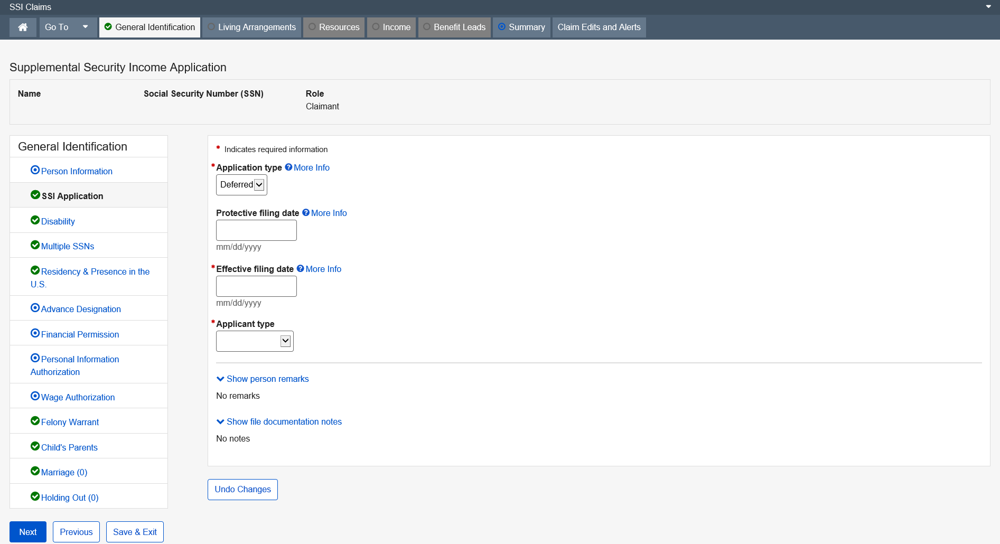 SSI Claims
Go To
General Identification
Living Arrangements
Resources
Income
Benefit Leads
Summary
Claim Edits and Alerts
Supplemental Security Income Application
Name
Social Security Number (SSN)
Role
Claimant
General Identification
Person Information
SSI Application
Disability
Multiple SSNs
Residency & Presence in the
U.S.
Advance Designation
Financial Permission
Personal Information
Authorization
Wage Authorization
Felony Warrant
Child's Parents
Marriage (0)
Holding Out (0)
* Indicates required information
*Application type ? More Info
Deferred
Protective filing date ? More Info
mm/dd/yyyy
*Effective filing date ? More Info
mm/dd/yyyy
*Applicant type
Show person remarks
No remarks
Show file documentation notes
No notes
Undo Changes
Next
Previous
Save & Exit